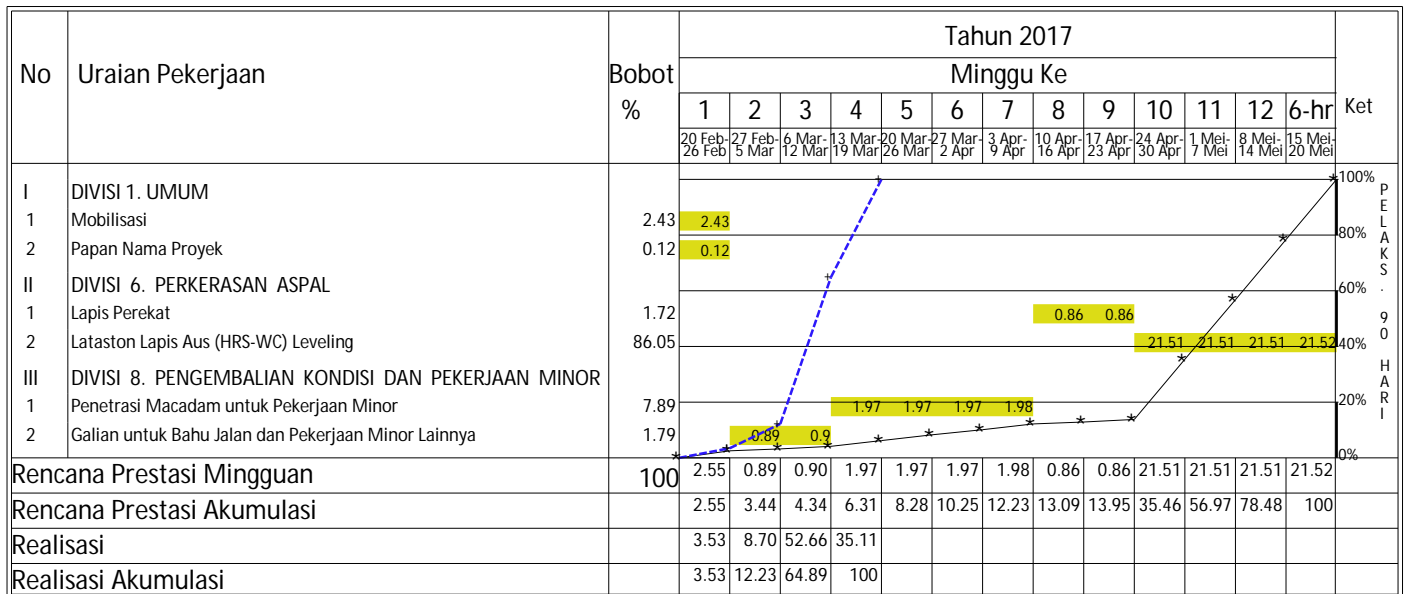 Tahun 2017
No Uraian Pekerjaan Bobot Minggu Ke
% 1 2 3 4 5 6 7 8 9 10 11 12 6-hr Ket
20 Feb- 27 Feb- 6 Mar- 13 Mar- 20 Mar- 27 Mar- 3 Apr- 10 Apr- 17 Apr- 24 Apr- 1 Mei- 8 Mei- 15 Mei-
26 Feb 5 Mar 12 Mar 19 Mar 26 Mar 2 Apr 9 Apr 16 Apr 23 Apr 30 Apr 7 Mei 14 Mei 20 Mei
I DIVISI 1. UMUM 100%
1 Mobilisasi 2.43 2.43
80%
2 Papan Nama Proyek 0.12 0.12
II DIVISI 6. PERKERASAN ASPAL 60%
1 Lapis Perekat 1.72 0.86 0.86
2 Lataston Lapis Aus (HRS-WC) Leveling 86.05 21.51 21.51 21.51 21.52 40%
III DIVISI 8. PENGEMBALIAN KONDISI DAN PEKERJAAN MINOR
1 Penetrasi Macadam untuk Pekerjaan Minor 7.89 1.97 1.97 1.97 1.98 20%
2 Galian untuk Bahu Jalan dan Pekerjaan Minor Lainnya 1.79 0.89 0.9
0%
PELAKS. 90 HARI
Rencana Prestasi Mingguan 100 2.55 0.89 0.90 1.97 1.97 1.97 1.98 0.86 0.86 21.51 21.51 21.51 21.52
Rencana Prestasi Akumulasi 2.55 3.44 4.34 6.31 8.28 10.25 12.23 13.09 13.95 35.46 56.97 78.48 100
Realisasi 3.53 8.70 52.66 35.11
Realisasi Akumulasi 3.53 12.23 64.89 100